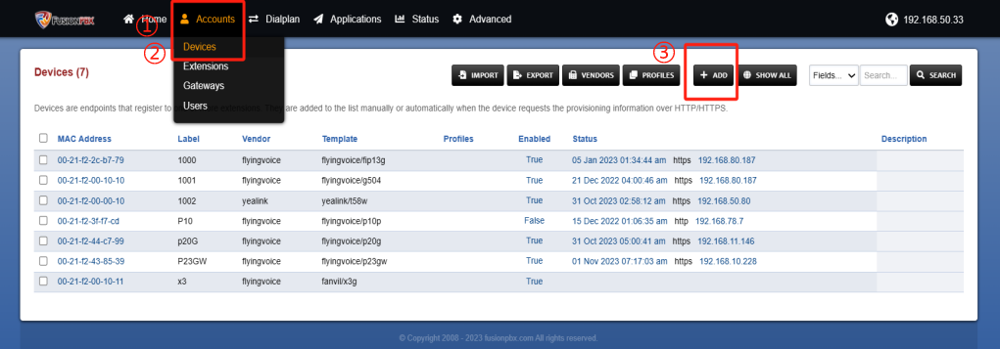 FUSIONPBX Home Accounts Dialplan Applications Status Advanced 192.168.50.33
①
② Devices
Extensions
Gateways
Users
③
Devices (7) IMPORT EXPORT VENDORS PROFILES ADD SHOW ALL Fields... Search... SEARCH
Devices are endpoints that register to are added to the list manually or automatically when the device requests the provisioning information over HTTP/HTTPS.
MAC Address Label Vendor Template Profiles Enabled Status Description
00-21-f2-2c-b7-79 1000 flyingvoice flyingvoice/fip13g True 05 Jan 2023 01:34:44 am https 192.168.80.187
00-21-f2-00-10-10 1001 flyingvoice flyingvoice/g504 True 21 Dec 2022 04:00:46 am https 192.168.80.187
00-21-f2-00-00-10 1002 yealink yealink/t58w True 31 Oct 2023 02:58:12 am https 192.168.50.80
00-21-f2-3f-f7-cd P10 flyingvoice flyingvoice/p10p False 15 Dec 2022 01:06:35 am http 192.168.78.7
00-21-f2-44-c7-99 p20G flyingvoice flyingvoice/p20g True 31 Oct 2023 05:00:41 am https 192.168.11.146
00-21-f2-43-85-39 P23GW flyingvoice flyingvoice/p23gw True 01 Nov 2023 07:17:03 am https 192.168.10.228
00-21-f2-00-10-11 x3 flyingvoice fanvil/x3g True
© Copyright 2008 - 2023 fusionpbx.com All rights reserved.